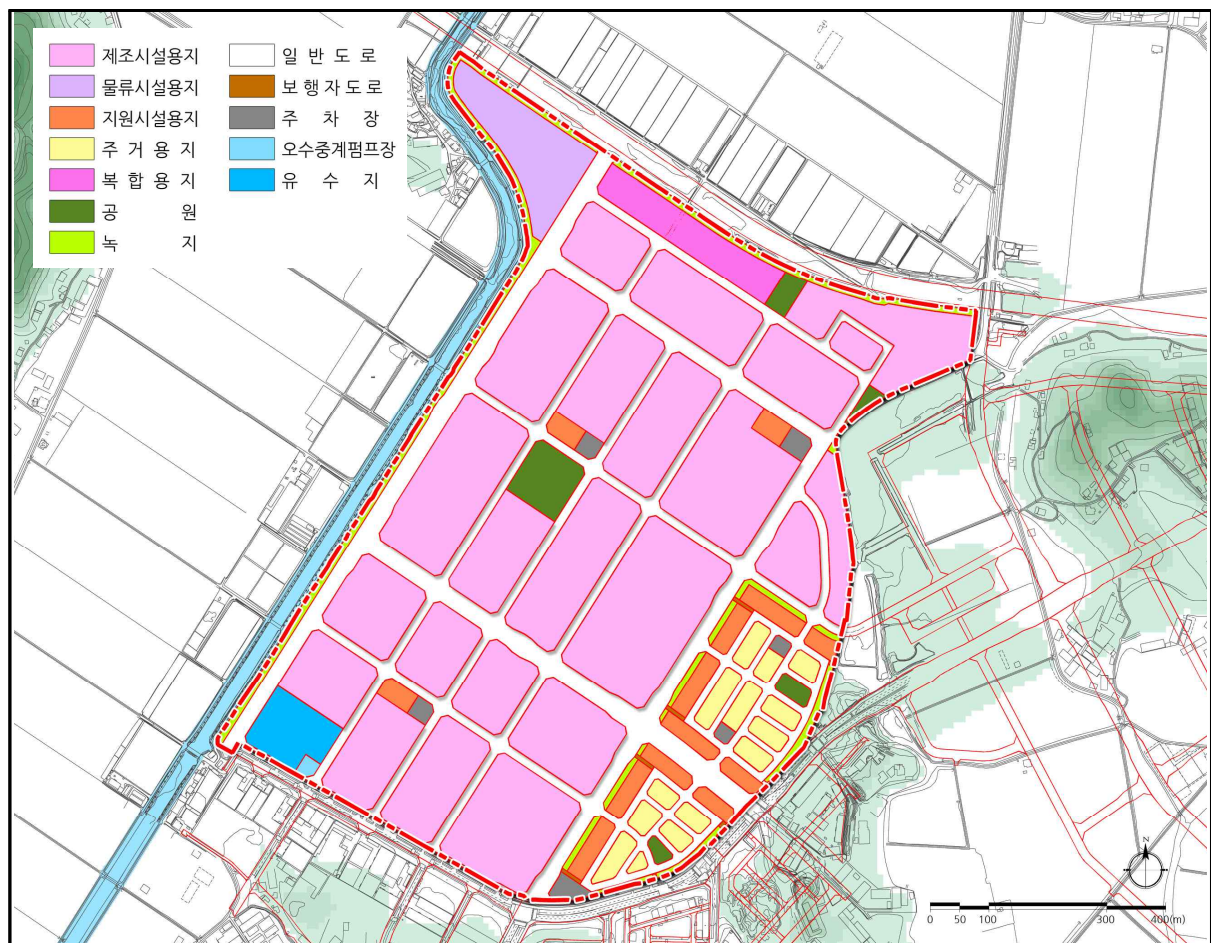 제조시설용지
물류시설용지
지원시설용지
주 거 용 지
복 합 용 지
공 원
녹 지
일 반 도 로
보 행 자 도 로
주 차 장
오수중계펌프장
유 수 지
N
0 50 100 300 400(m)